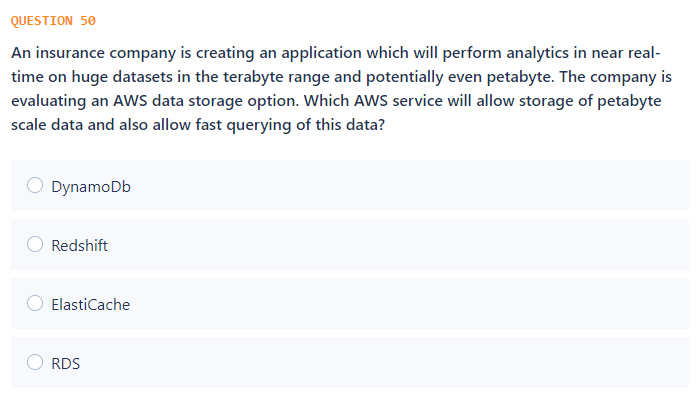 QUESTION 50
An insurance company is creating an application which will perform analytics in near real-
time on huge datasets in the terabyte range and potentially even petabyte. The company is
evaluating an AWS data storage option. Which AWS service will allow storage of petabyte
scale data and also allow fast querying of this data?
DynamoDb
Redshift
ElastiCache
RDS